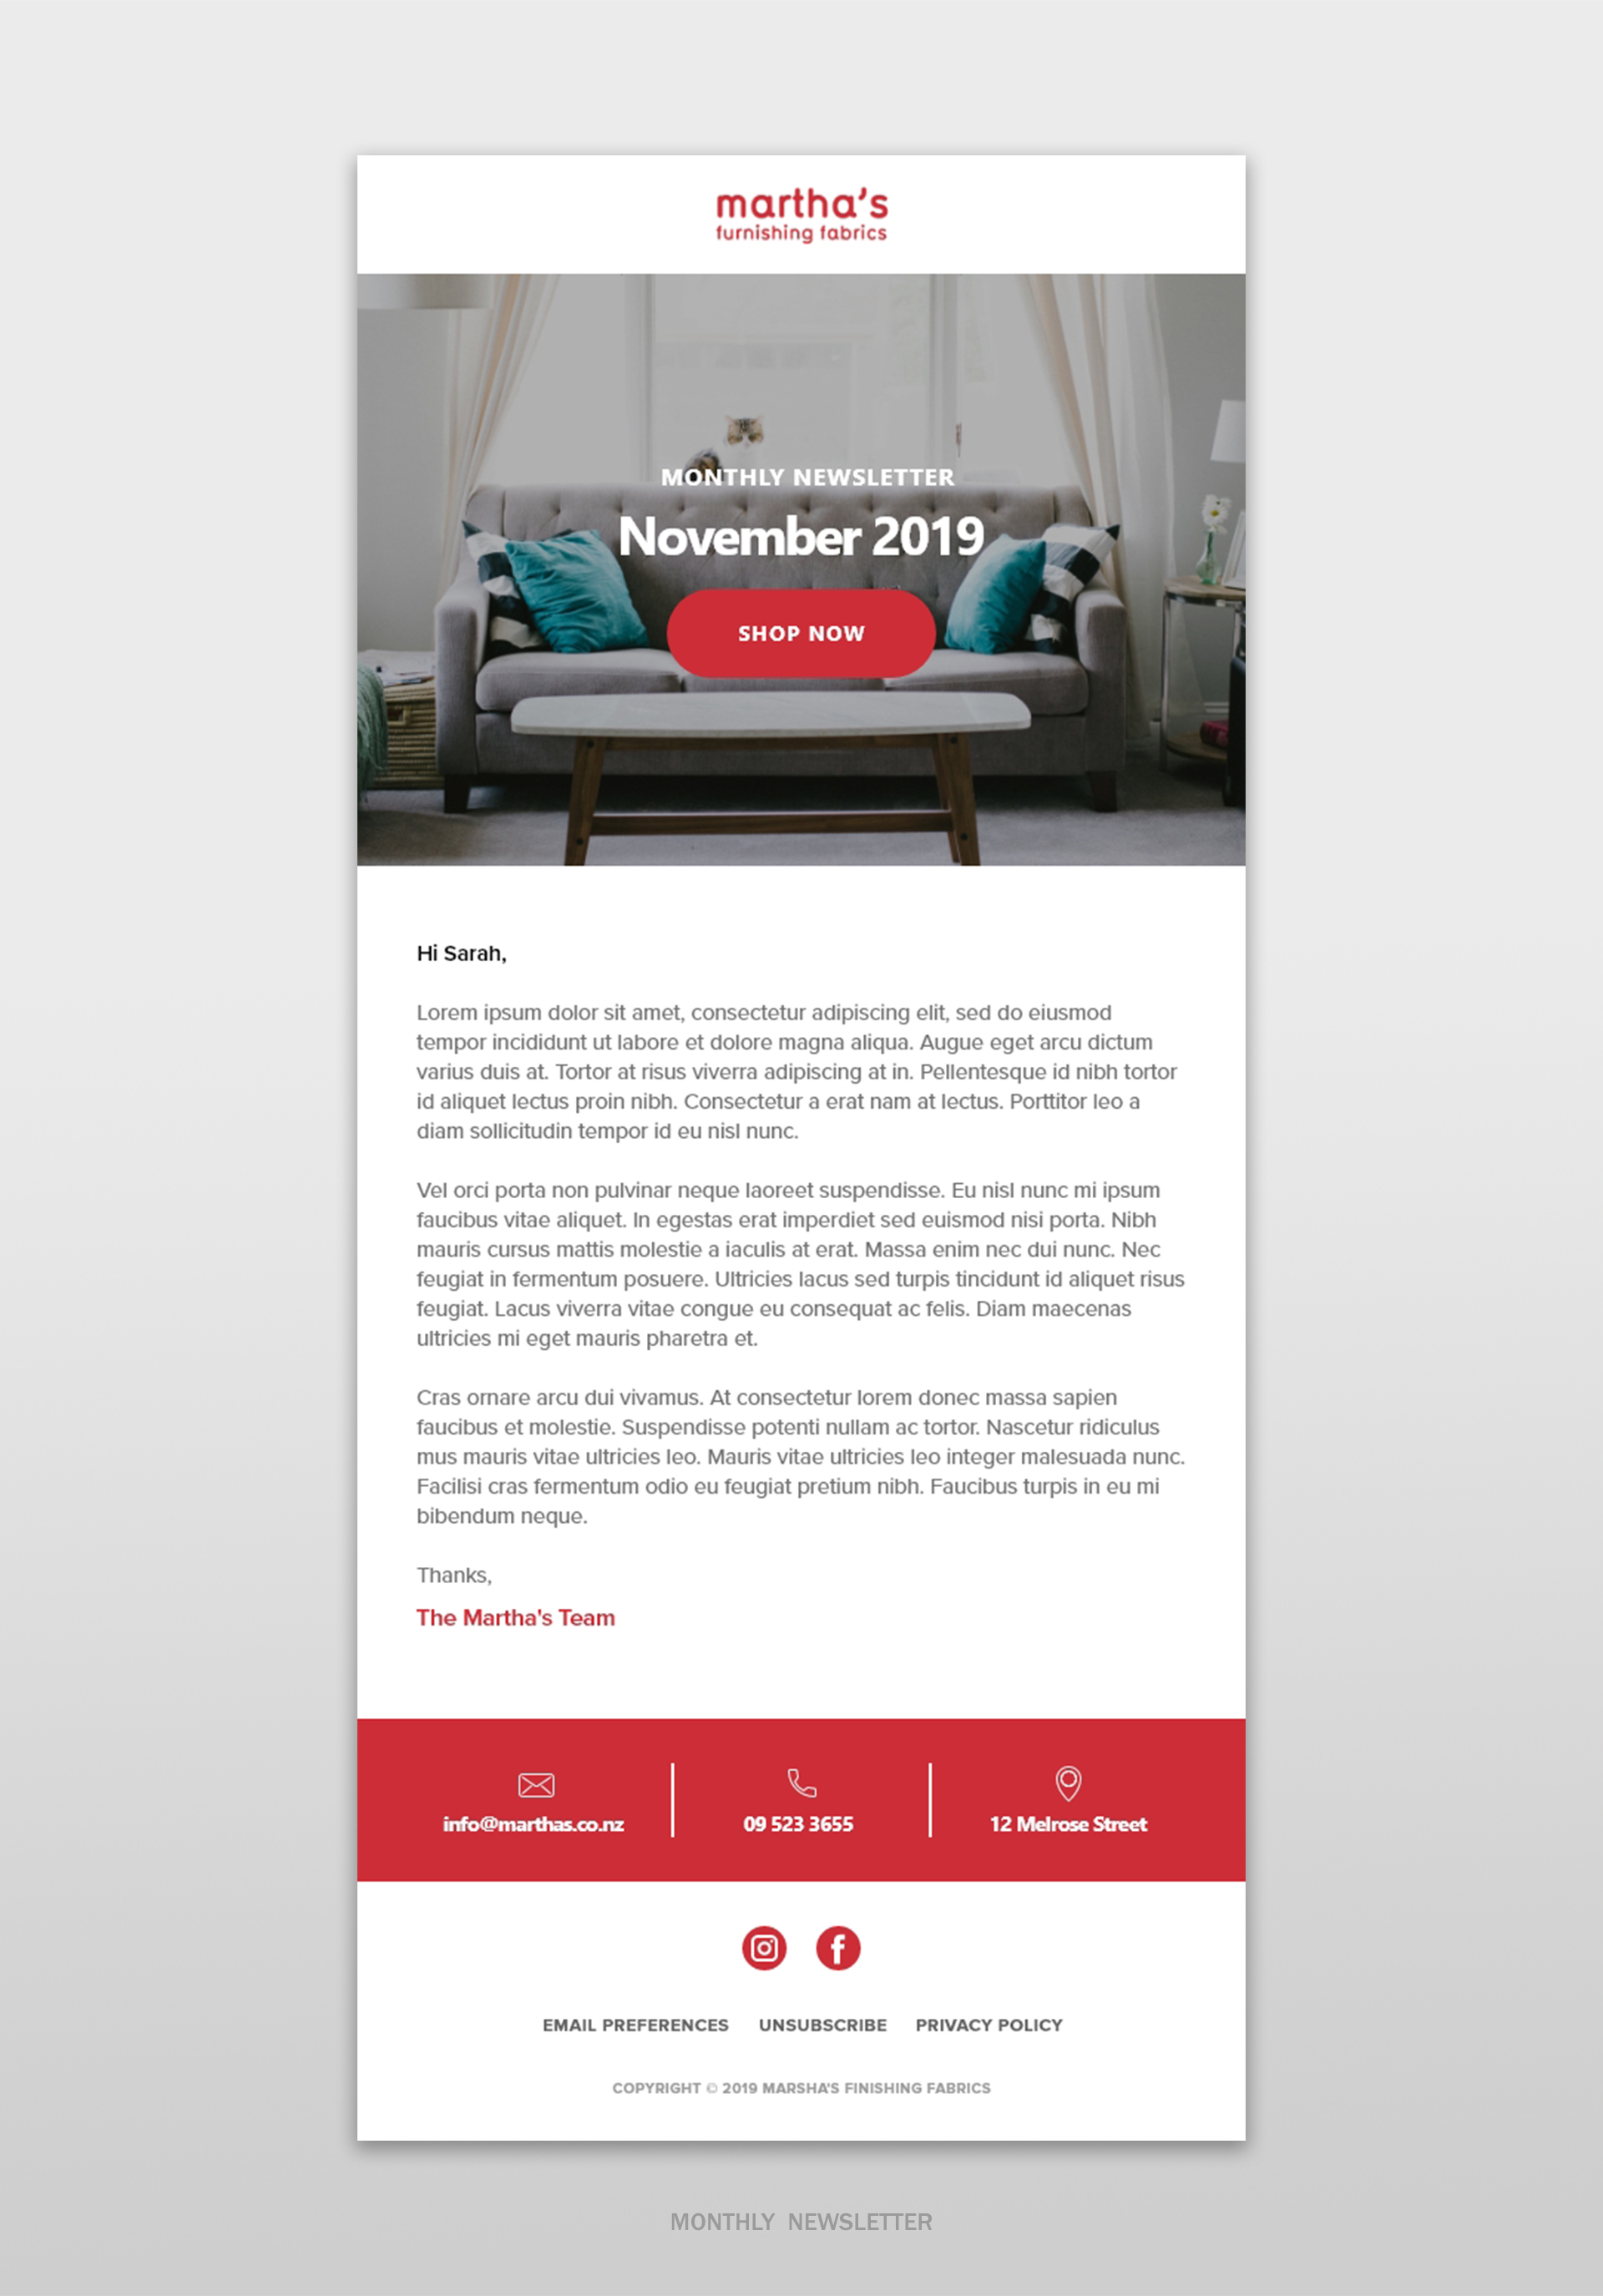 martha's
furnishing fabrics
MONTHLY NEWSLETTER
November 2019
SHOP NOW
Hi Sarah,
Lorem ipsum dolor sit amet, consectetur adipiscing elit, sed do eiusmod
tempor incididunt ut labore et dolore magna aliqua. Augue eget arcu dictum
varius duis at. Tortor at risus viverra adipiscing at in. Pellentesque id nibh tortor
id aliquet lectus proin nibh. Consectetur a erat nam at lectus. Porttitor leo a
diam sollicitudin tempor id eu nisl nunc.
Vel orci porta non pulvinar neque laoreet suspendisse. Eu nisl nunc mi ipsum
faucibus vitae aliquet. In egestas erat imperdiet sed euismod nisi porta. Nibh
mauris cursus mattis molestie a iaculis at erat. Massa enim nec dui nunc. Nec
feugiat in fermentum posuere. Ultricies lacus sed turpis tincidunt id aliquet risus
feugiat. Lacus viverra vitae congue eu consequat ac felis. Diam maecenas
ultricies mi eget mauris pharetra et.
Cras ornare arcu dui vivamus. At consectetur lorem donec massa sapien
faucibus et molestie. Suspendisse potenti nullam ac tortor. Nascetur ridiculus
mus mauris vitae ultricies leo. Mauris vitae ultricies leo integer malesuada nunc.
Facilisi cras fermentum odio eu feugiat pretium nibh. Faucibus turpis in eu mi
bibendum neque.
Thanks,
The Martha's Team
info@marthas.co.nz
09 523 3655
12 Melrose Street
EMAIL PREFERENCES UNSUBSCRIBE PRIVACY POLICY
COPYRIGHT © 2019 MARSHA'S FINISHING FABRICS
MONTHLY NEWSLETTER